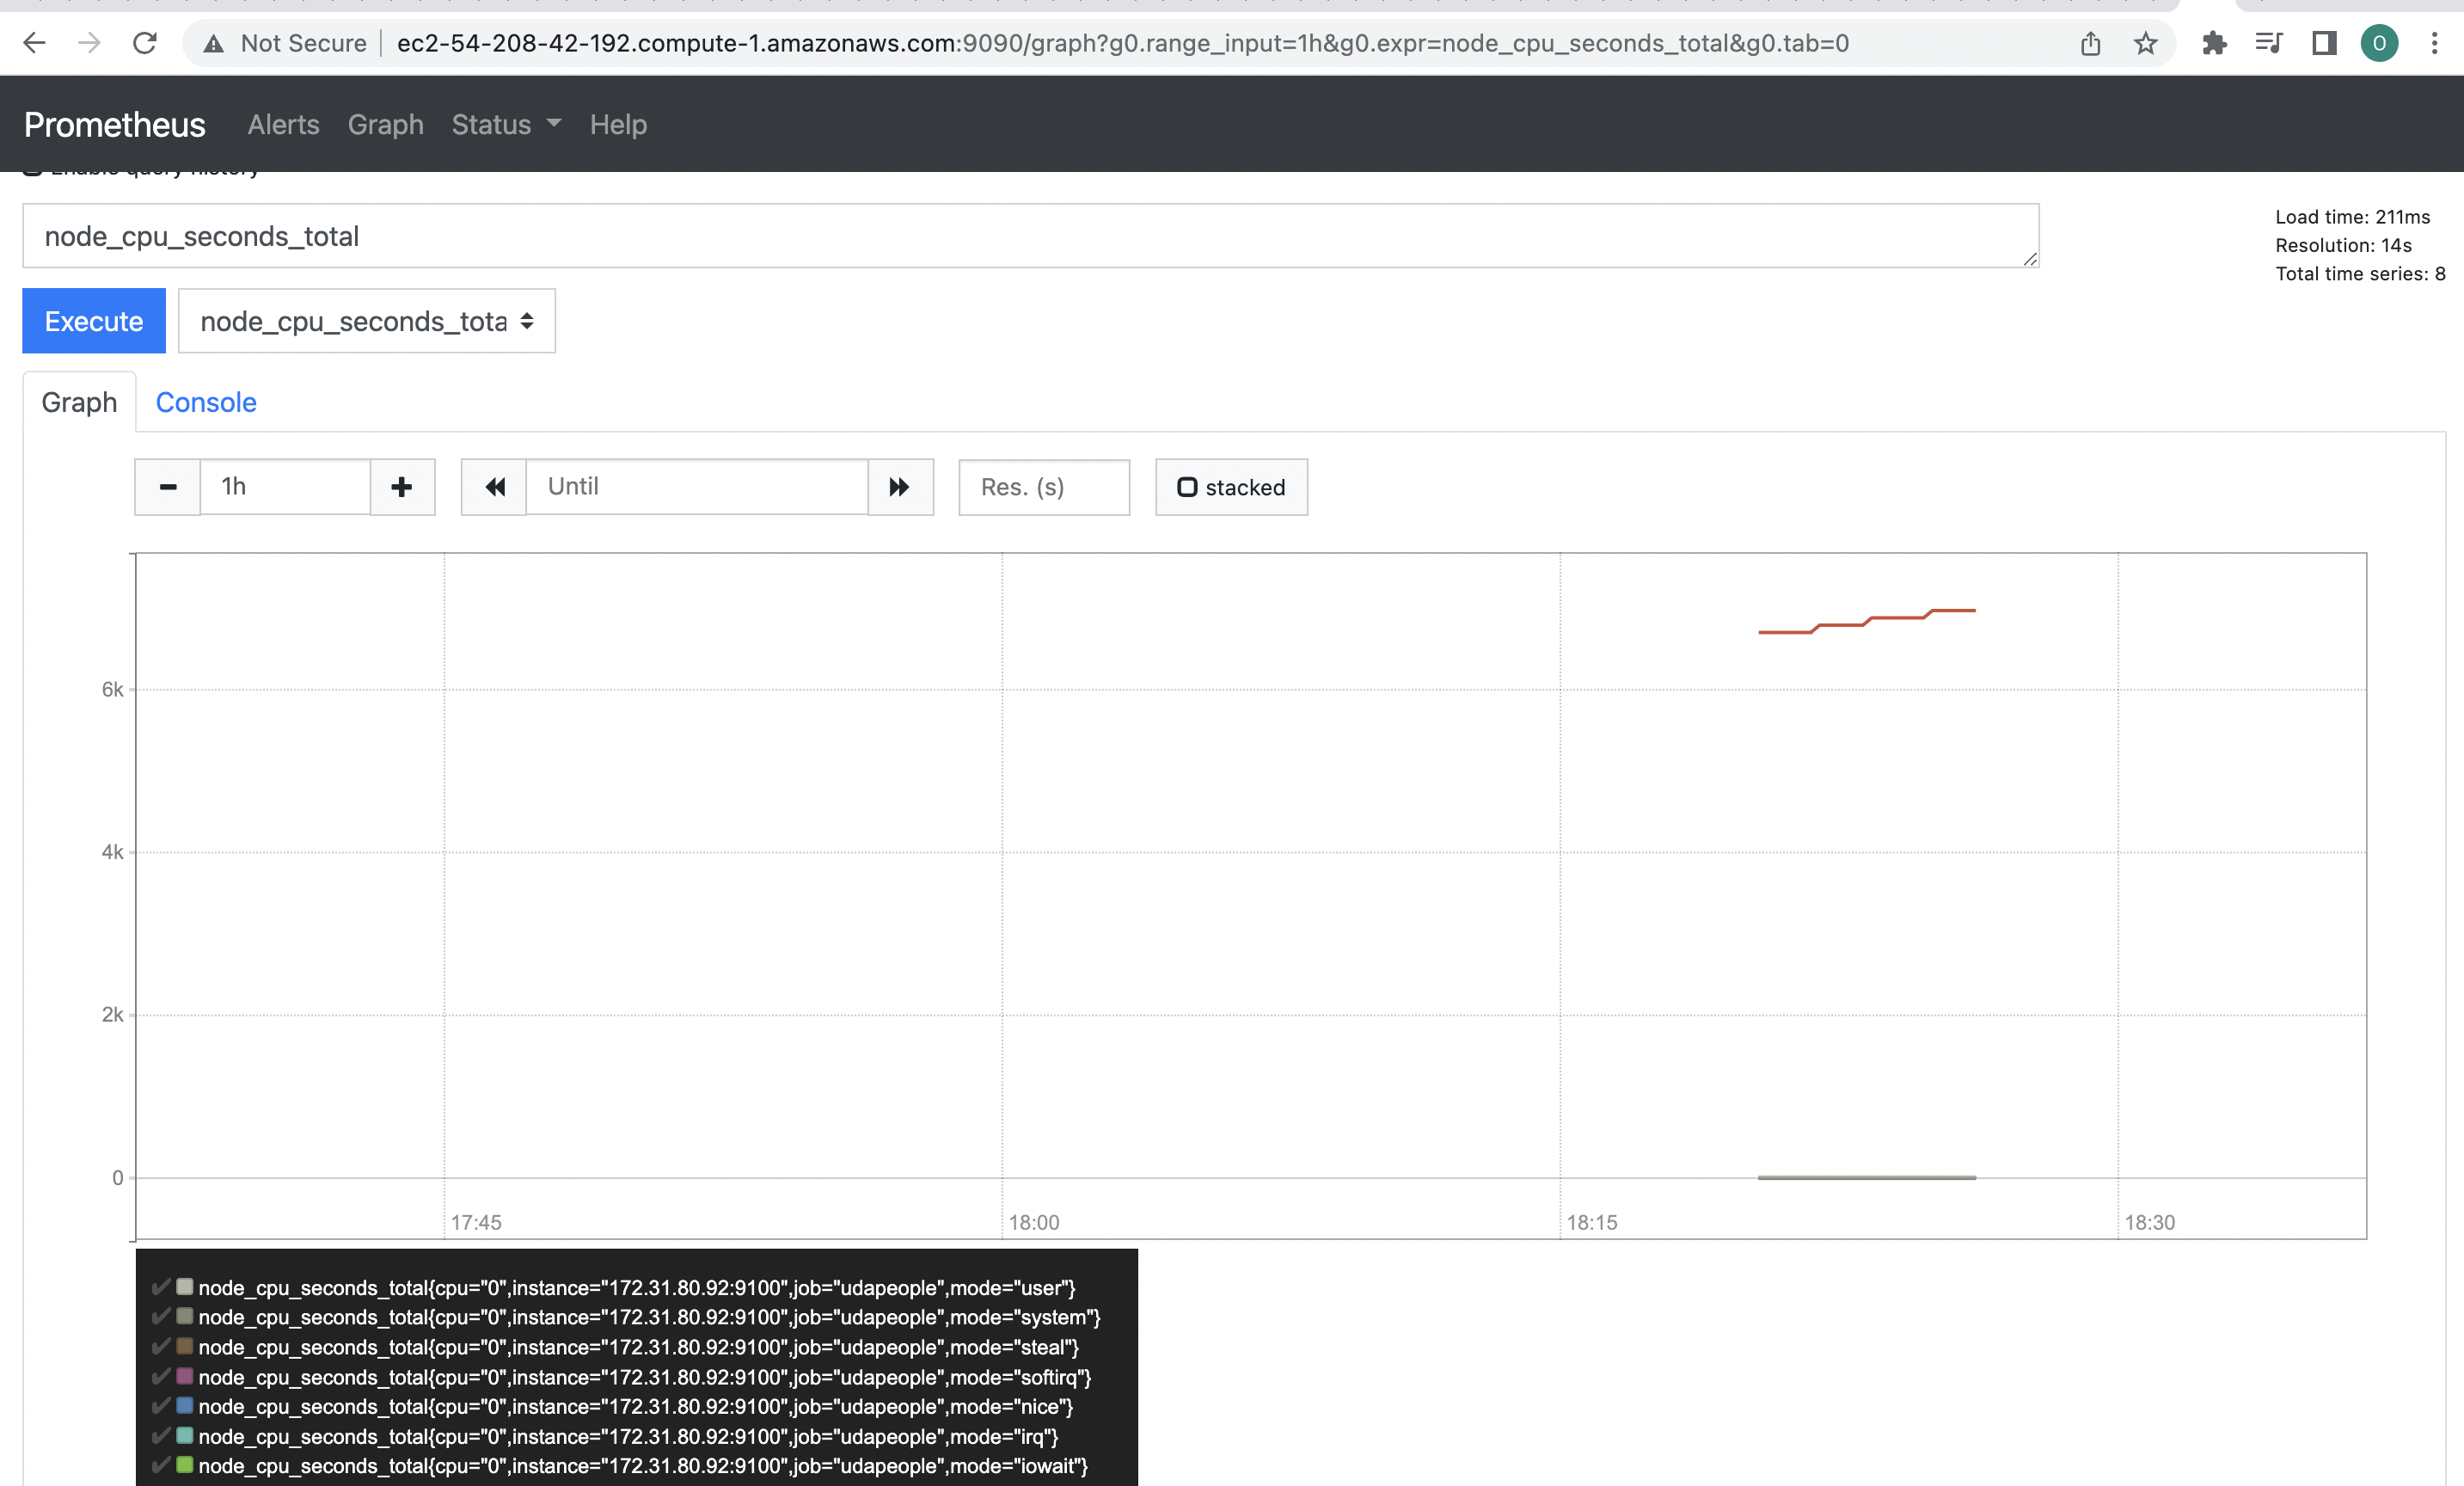 Not Secure ec2-54-208-42-192.compute-1.amazonaws.com:9090/graph?g0.range_input=1h&g0.expr=node_cpu_seconds_total&g0.tab=0 O
Prometheus Alerts Graph Status Help
Enable query history
node_cpu_seconds_total
Load time: 211ms
Resolution: 14s
Total time series: 8
Execute node_cpu_seconds_tota
Graph Console
1h Until Res. (s) stacked
6k
4k
2k
0
17:45 18:00 18:15 18:30
node_cpu_seconds_total{cpu="0",instance="172.31.80.92:9100",job="udapeople",mode="user"}
node_cpu_seconds_total{cpu="0",instance="172.31.80.92:9100",job="udapeople",mode="system"}
node_cpu_seconds_total{cpu="0",instance="172.31.80.92:9100",job="udapeople",mode="steal"}
node_cpu_seconds_total{cpu="0",instance="172.31.80.92:9100",job="udapeople",mode="softirq"}
node_cpu_seconds_total{cpu="0",instance="172.31.80.92:9100",job="udapeople",mode="nice"}
node_cpu_seconds_total{cpu="0",instance="172.31.80.92:9100",job="udapeople",mode="irq"}
node_cpu_seconds_total{cpu="0",instance="172.31.80.92:9100",job="udapeople",mode="iowait"}